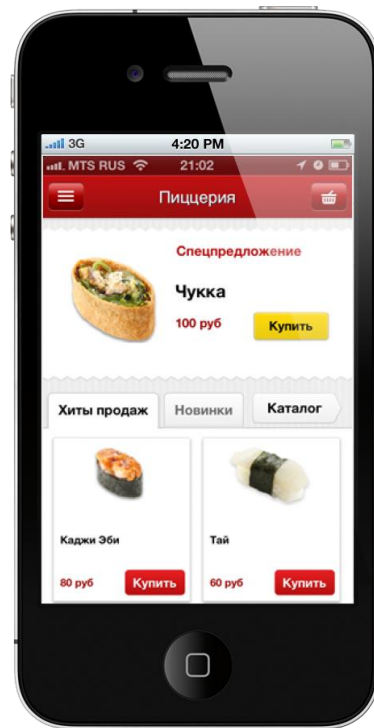 3G 4:20 PM
MTS RUS 21:02
Пиццерия
Спецпредложение
Чукка
100 руб Купить
Хиты продаж Новинки Каталог
Каджи Эби Тай
80 руб Купить 60 руб Купить